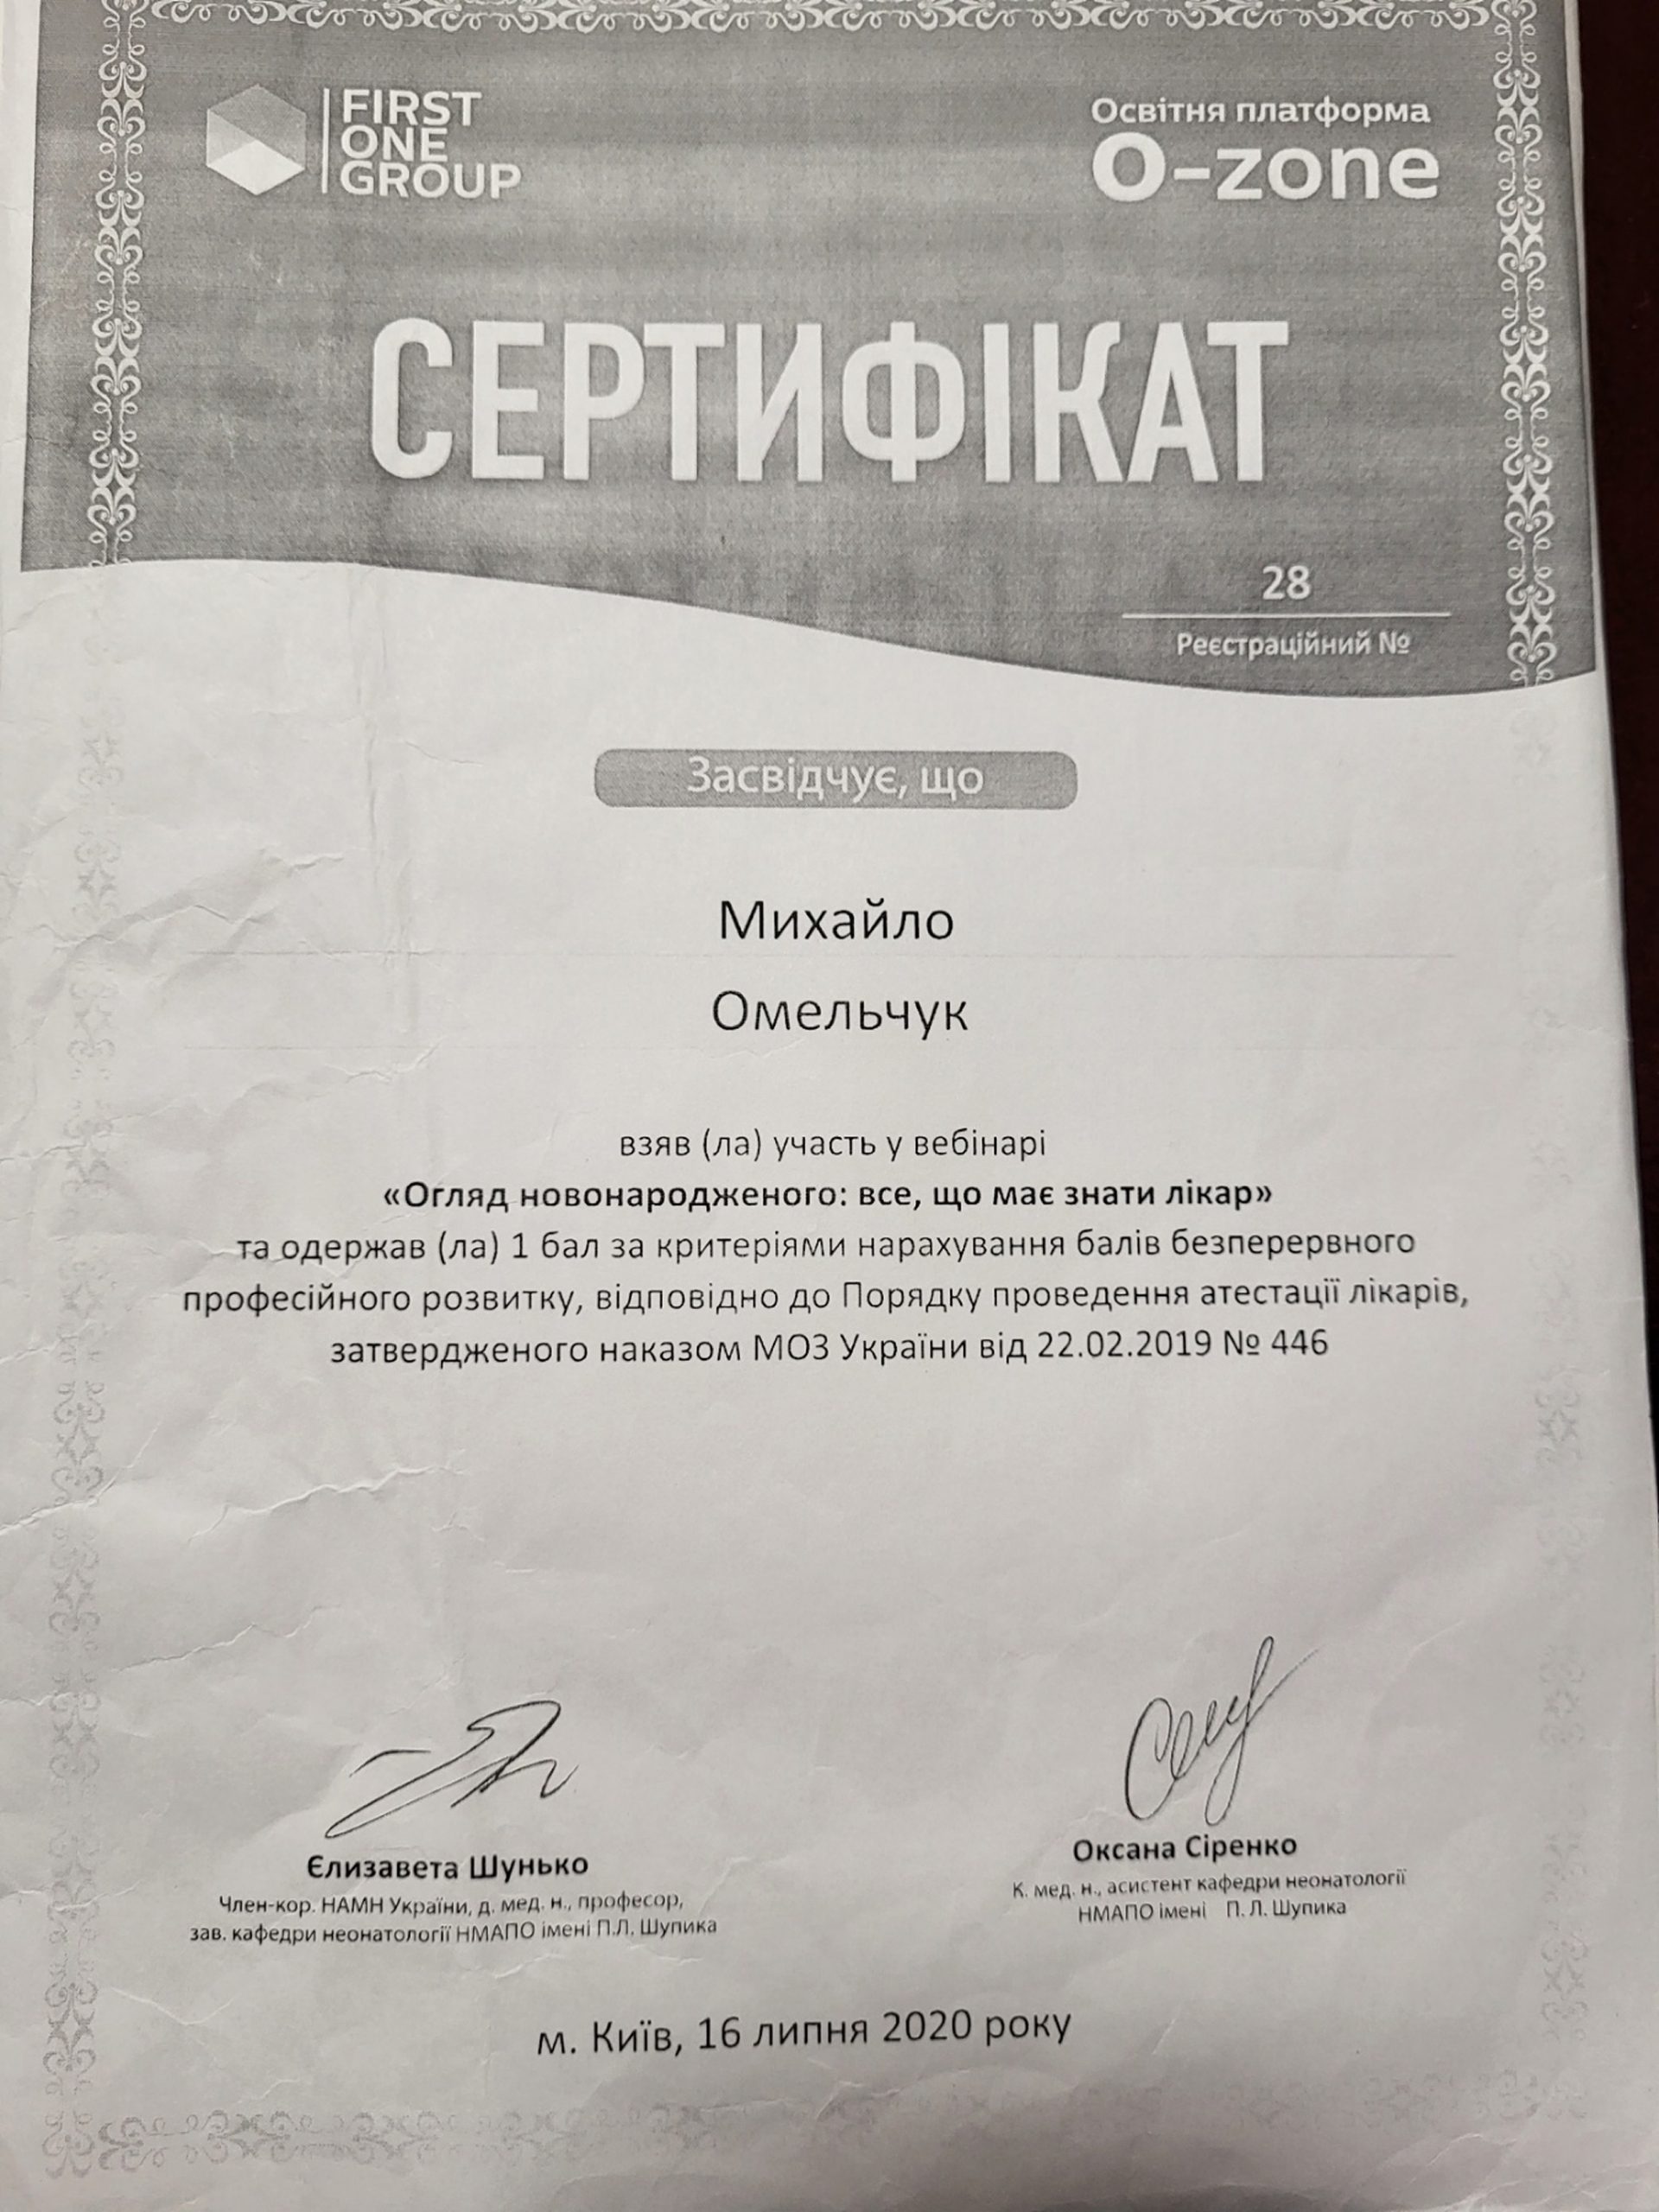 FIRST
ONE
GROUP
Освітня платформа
O-zone
СЕРТИФІКАТ
28
Реєстраційний №
Засвідчує, що
Михайло
Омельчук
взяв (ла) участь у вебінарі
«Огляд новонародженого: все, що має знати лікар»
та одержав (ла) 1 бал за критеріями нарахування балів безперервного
професійного розвитку, відповідно до Порядку проведення атестації лікарів,
затвердженого наказом МОЗ України від 22.02.2019 № 446
Єлизавета Шунько
Член-кор. НАМН України, д. мед. н., професор,
зав. кафедри неонатології НМАПО імені П.Л. Шупика
Оксана Сіренко
К. мед. н., асистент кафедри неонатології
НМАПО імені П. Л. Шупика
м. Київ, 16 липня 2020 року